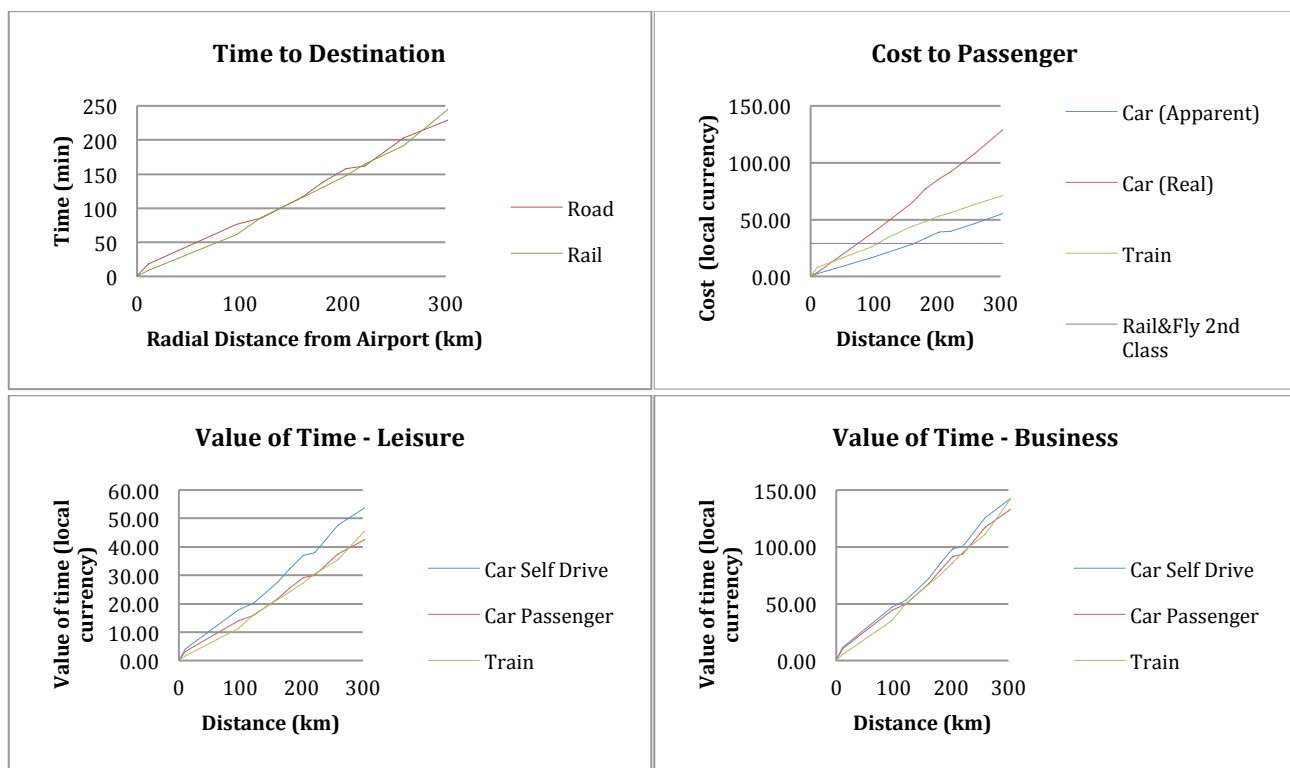 Time to Destination
Time (min)
250
200
150
100
50
0
0 100 200 300
Radial Distance from Airport (km)
Road
Rail
Cost to Passenger
Cost (local currency)
150.00
100.00
50.00
0.00
0 100 200 300
Distance (km)
Car (Apparent)
Car (Real)
Train
Rail&Fly 2nd
Class
Value of Time - Leisure
Value of time (local
currency)
60.00
50.00
40.00
30.00
20.00
10.00
0.00
0 100 200 300
Distance (km)
Car Self Drive
Car Passenger
Train
Value of Time - Business
Value of time (local
currency)
150.00
100.00
50.00
0.00
0 100 200 300
Distance (km)
Car Self Drive
Car Passenger
Train